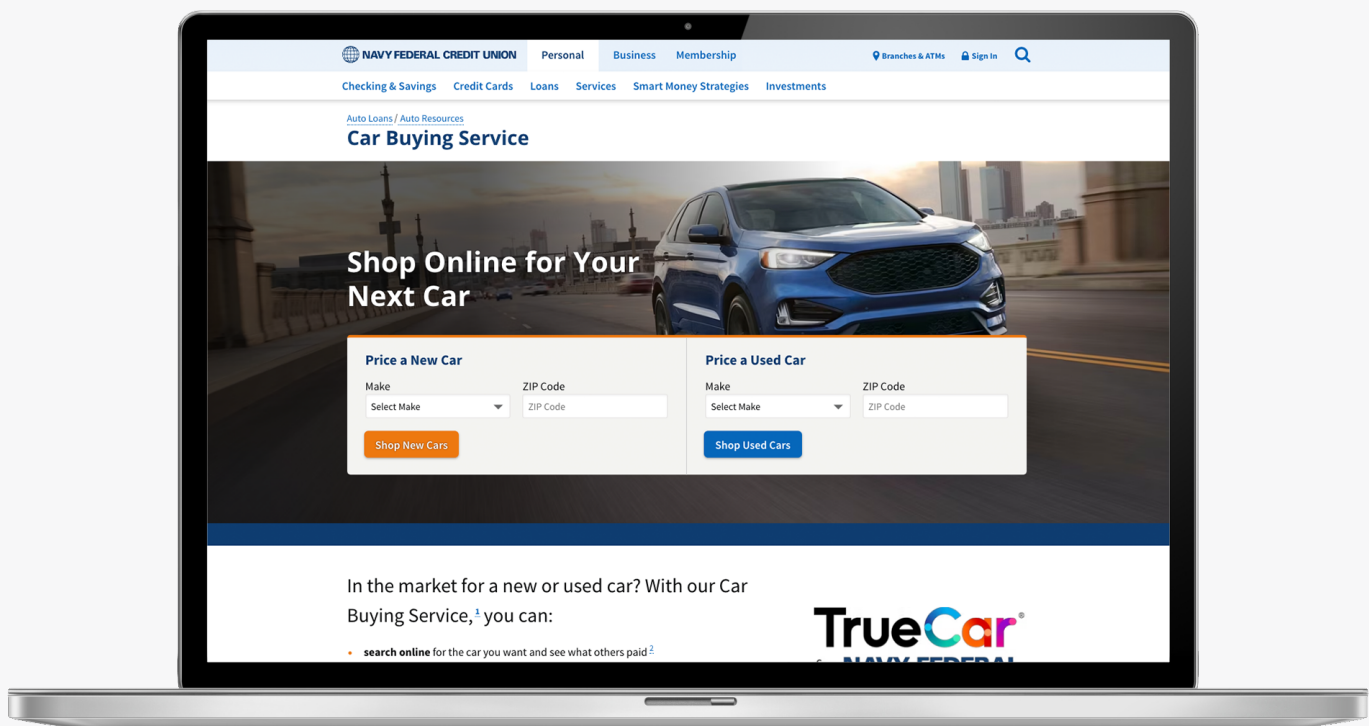 NAVY FEDERAL CREDIT UNION Personal Business Membership Branches & ATMs Sign In
Checking & Savings Credit Cards Loans Services Smart Money Strategies Investments
Auto Loans / Auto Resources
Car Buying Service
Shop Online for Your
Next Car
Price a New Car
Make ZIP Code
Select Make ZIP Code
Shop New Cars
Price a Used Car
Make ZIP Code
Select Make ZIP Code
Shop Used Cars
In the market for a new or used car? With our Car
Buying Service,1 you can:
• search online for the car you want and see what others paid 2
TrueCar®
NAVY FEDERAL